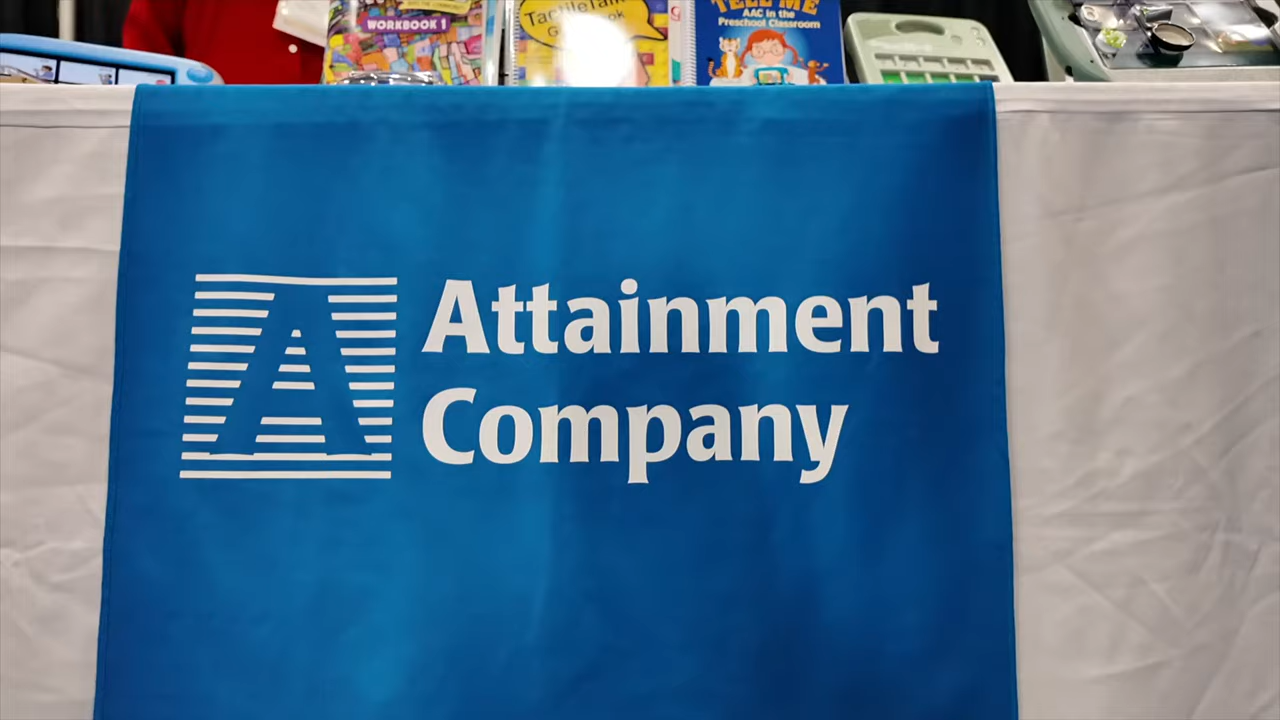 WORKBOOK 1
TactileTalk
TELL ME
AAC in the
Preschool Classroom
Attainment
Company